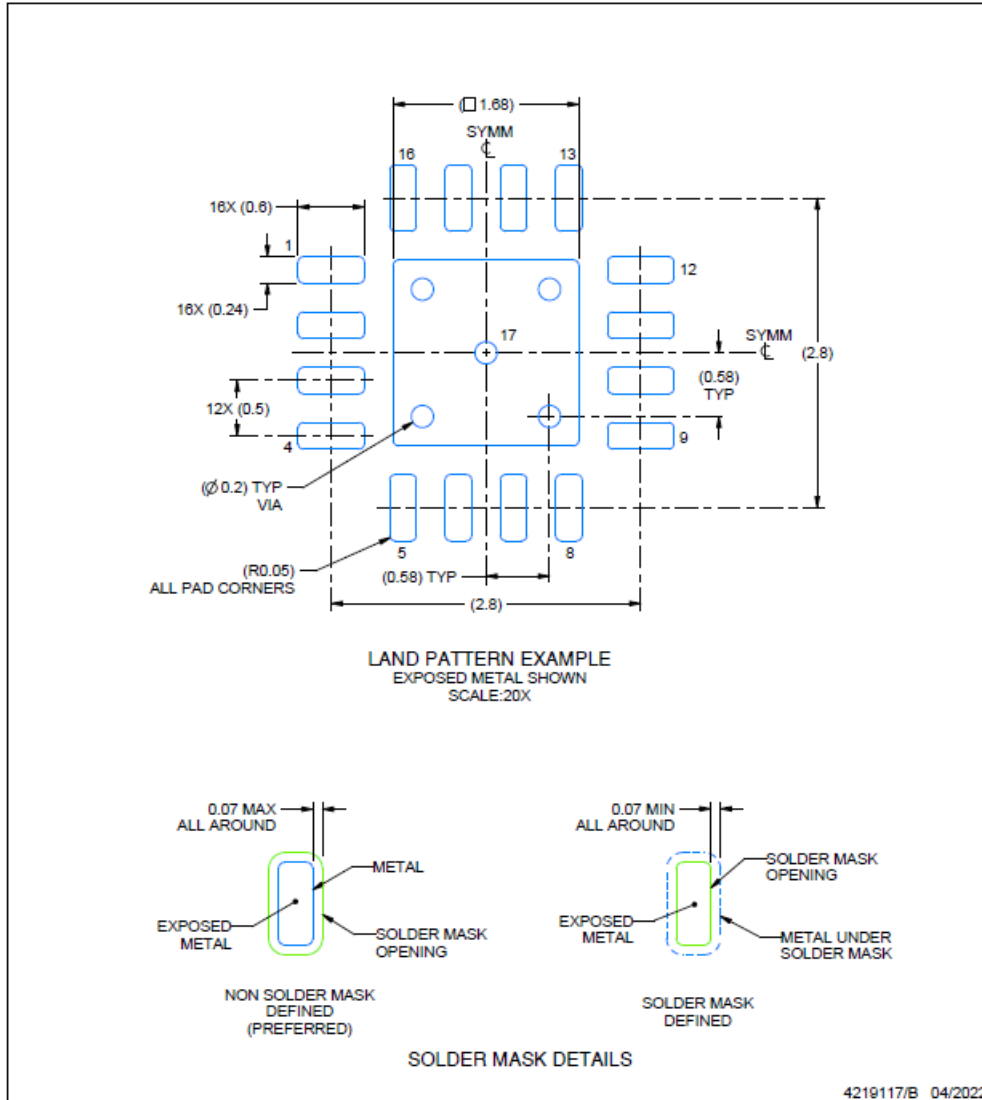 (□ 1.68)
SYMM
℄
16
13
16X (0.6)
1
12
16X (0.24)
17
SYMM
℄
(2.8)
(0.58)
TYP
12X (0.5)
4
9
(Ø 0.2) TYP
VIA
(R0.05)
ALL PAD CORNERS
5
8
(0.58) TYP
(2.8)
LAND PATTERN EXAMPLE
EXPOSED METAL SHOWN
SCALE:20X
0.07 MAX
ALL AROUND
METAL
EXPOSED
METAL
SOLDER MASK
OPENING
NON SOLDER MASK
DEFINED
(PREFERRED)
0.07 MIN
ALL AROUND
SOLDER MASK
OPENING
EXPOSED
METAL
METAL UNDER
SOLDER MASK
SOLDER MASK
DEFINED
SOLDER MASK DETAILS
4219117/B 04/2022